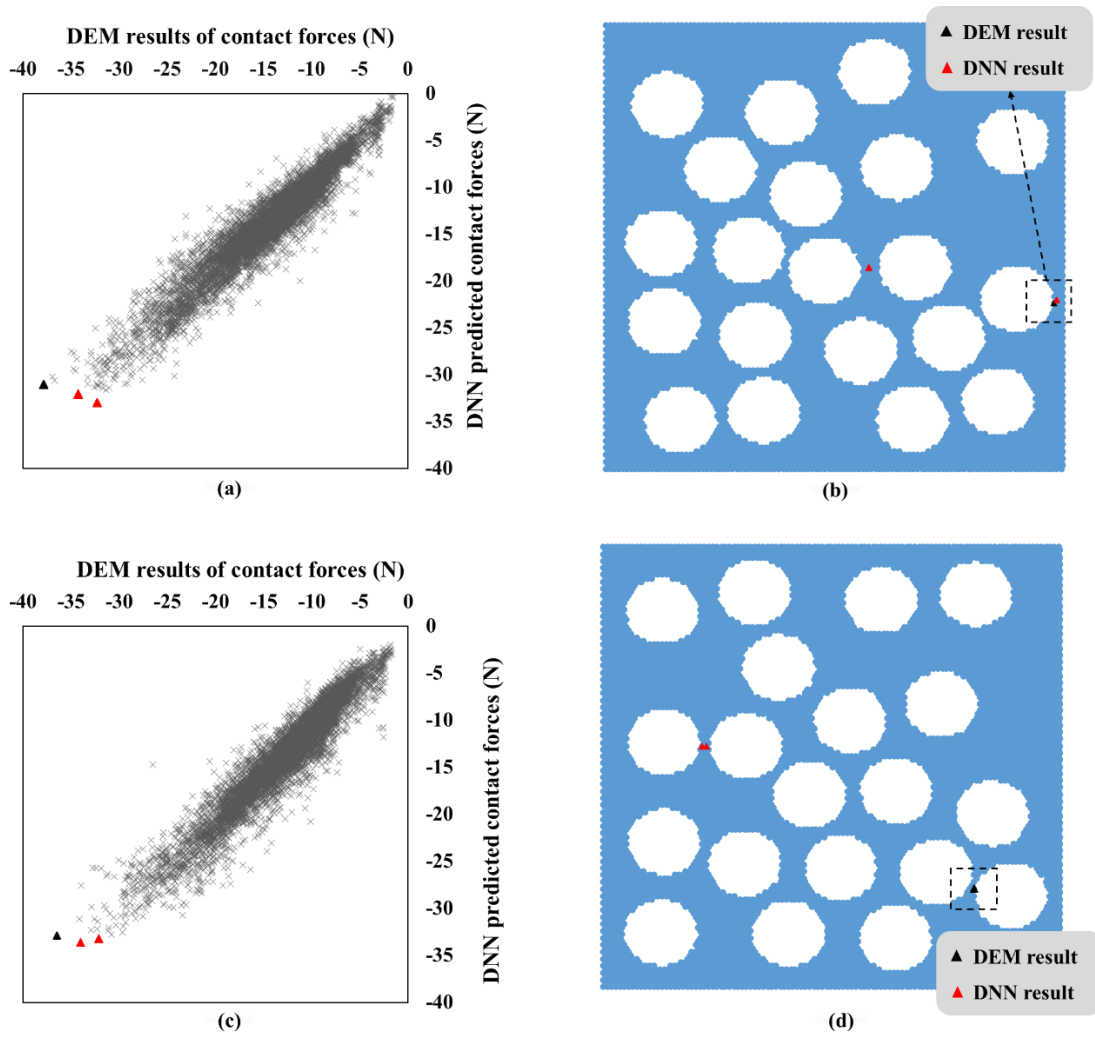 DEM results of contact forces (N)
-40 -35 -30 -25 -20 -15 -10 -5 0
0
-5
-10
-15
-20
-25
-30
-35
-40
DNN predicted contact forces (N)
(a)
DEM result
DNN result
(b)
DEM results of contact forces (N)
-40 -35 -30 -25 -20 -15 -10 -5 0
0
-5
-10
-15
-20
-25
-30
-35
-40
DNN predicted contact forces (N)
(c)
DEM result
DNN result
(d)